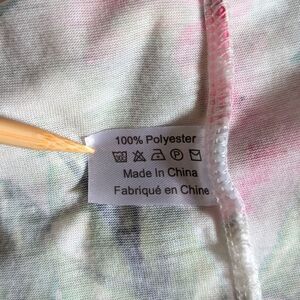 100% Polyester
Made In China
Fabriqué en Chine